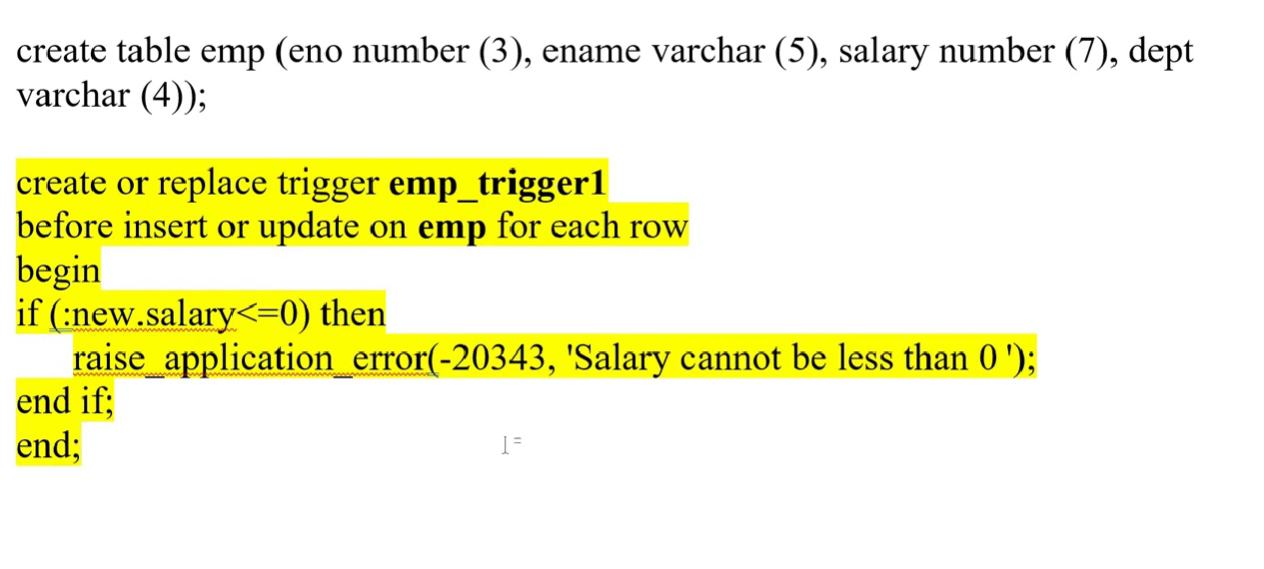 create table emp (eno number (3), ename varchar (5), salary number (7), dept
varchar (4));
create or replace trigger emp_trigger1
before insert or update on emp for each row
begin
if (:new.salary<=0) then
raise_application_error(-20343, 'Salary cannot be less than 0 ');
end if;
end;